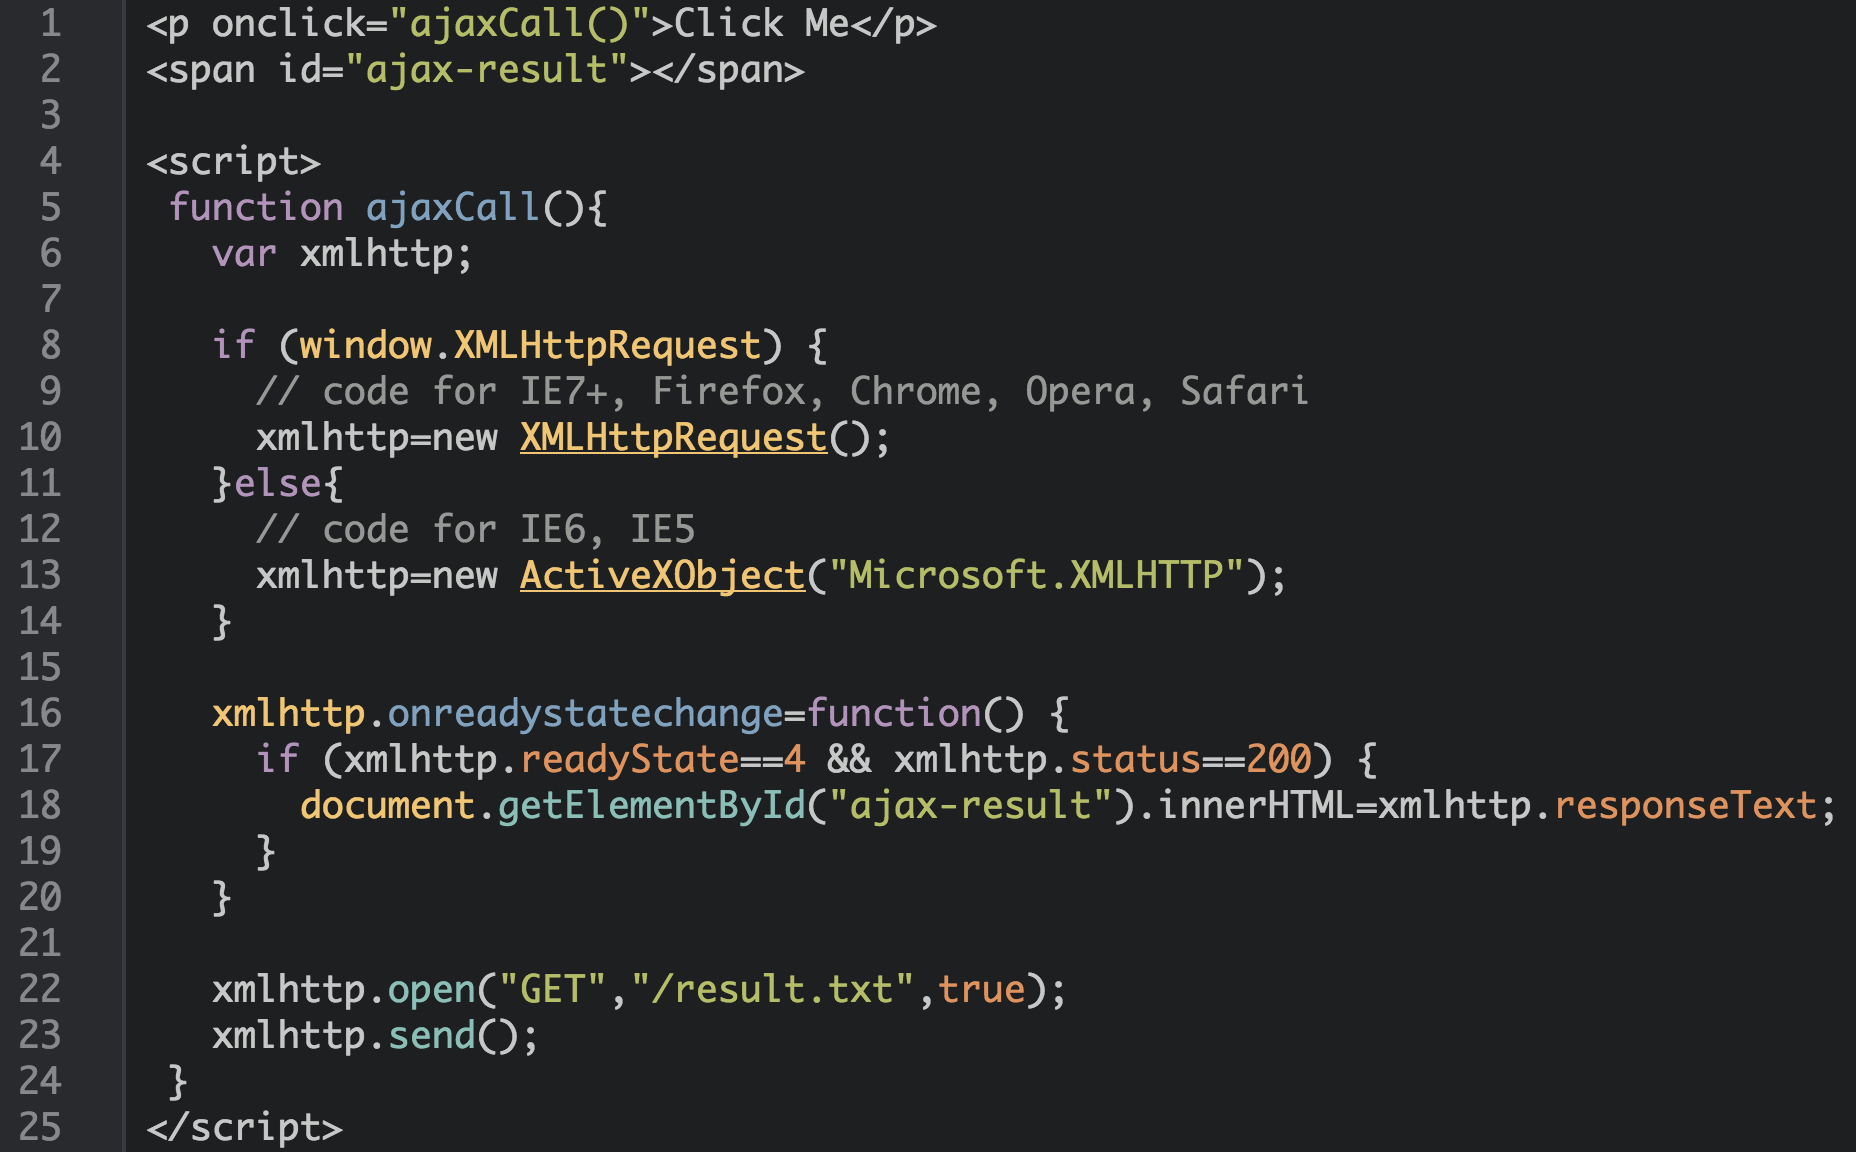 1 <p onclick="ajaxCall()">Click Me</p>
2 <span id="ajax-result"></span>
3
4 <script>
5  function ajaxCall(){
6    var xmlhttp;
7
8    if (window.XMLHttpRequest) {
9      // code for IE7+, Firefox, Chrome, Opera, Safari
10      xmlhttp=new XMLHttpRequest();
11    }else{
12      // code for IE6, IE5
13      xmlhttp=new ActiveXObject("Microsoft.XMLHTTP");
14    }
15
16    xmlhttp.onreadystatechange=function() {
17      if (xmlhttp.readyState==4 && xmlhttp.status==200) {
18        document.getElementById("ajax-result").innerHTML=xmlhttp.responseText;
19      }
20    }
21
22    xmlhttp.open("GET","/result.txt",true);
23    xmlhttp.send();
24  }
25 </script>